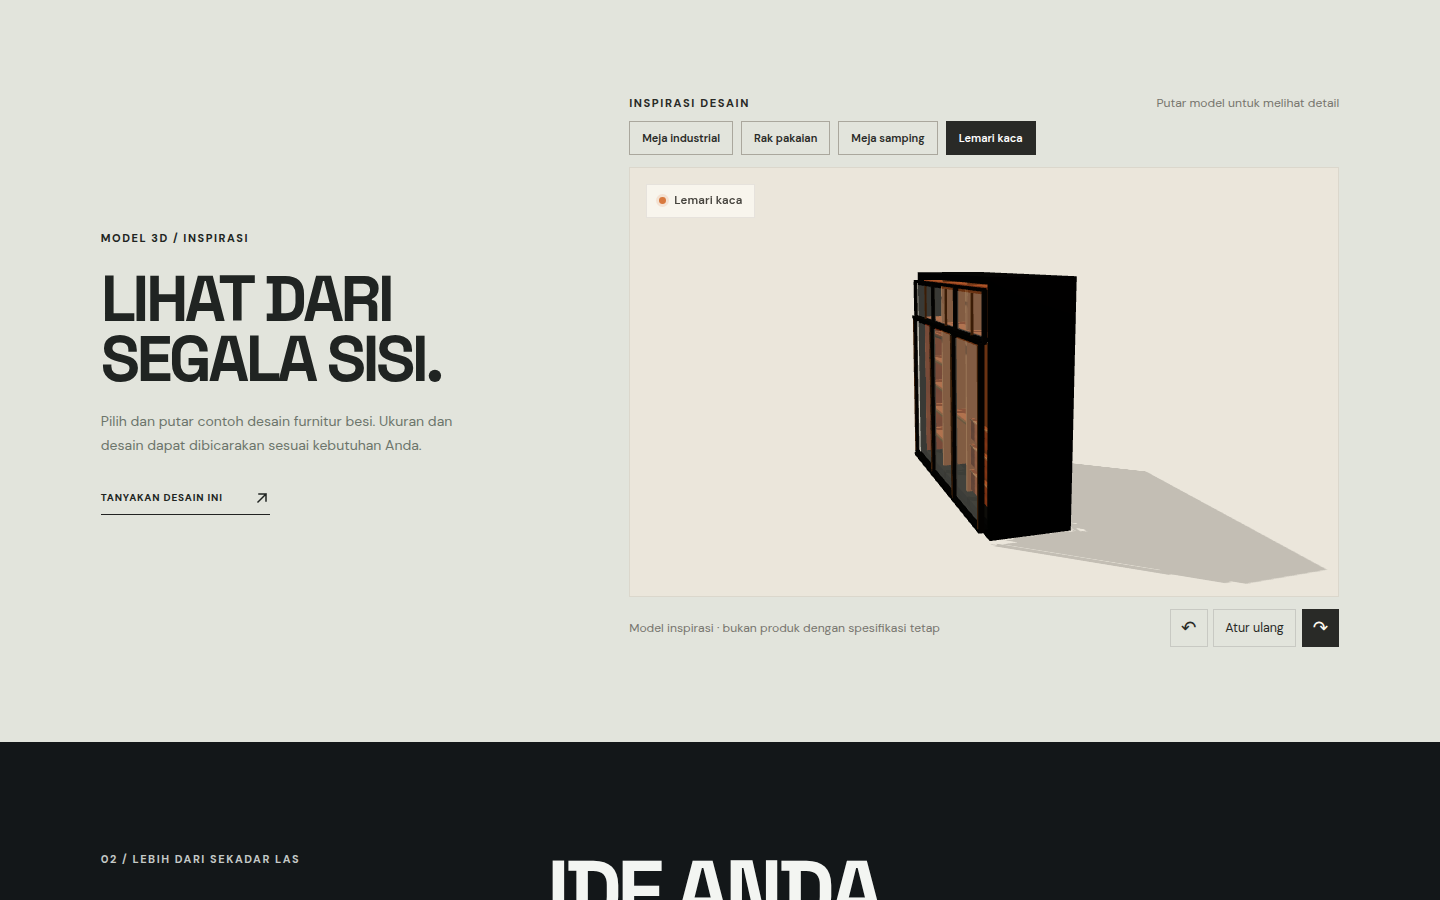 MODEL 3D / INSPIRASI
LIHAT DARI
SEGALA SISI.
Pilih dan putar contoh desain furnitur besi. Ukuran dan
desain dapat dibicarakan sesuai kebutuhan Anda.
TANYAKAN DESAIN INI
INSPIRASI DESAIN
Putar model untuk melihat detail
Meja industrial
Rak pakaian
Meja samping
Lemari kaca
Lemari kaca
Model inspirasi · bukan produk dengan spesifikasi tetap
Atur ulang
02 / LEBIH DARI SEKADAR LAS
IDE ANDA